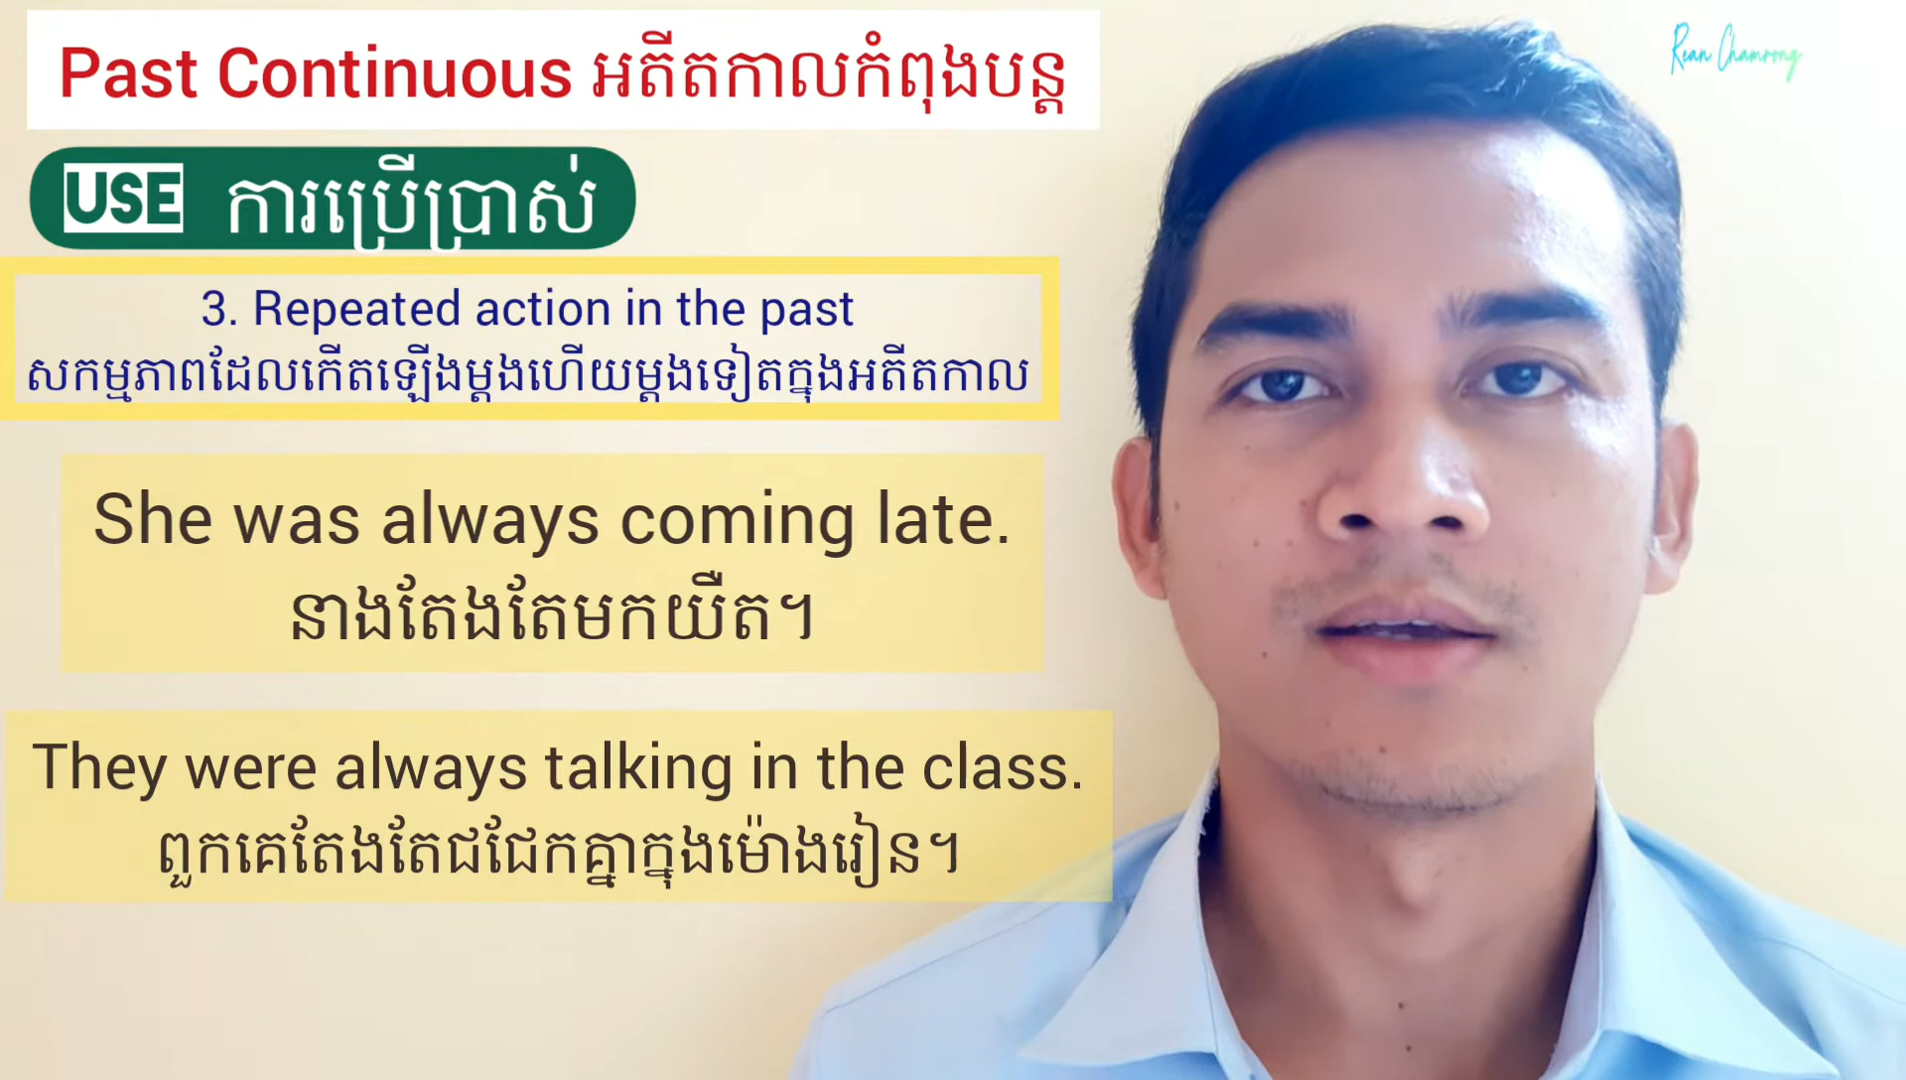 Past Continuous អតីតកាលកំពុងបន្ត
USE ការប្រើប្រាស់
3. Repeated action in the past
សកម្មភាពដែលកើតឡើងម្តងហើយម្តងទៀតក្នុងអតីតកាល
She was always coming late.
នាងតែងតែមកយឺត។
They were always talking in the class.
ពួកគេតែងតែជជែកគ្នាក្នុងម៉ោងរៀន។
Rean Chamrong